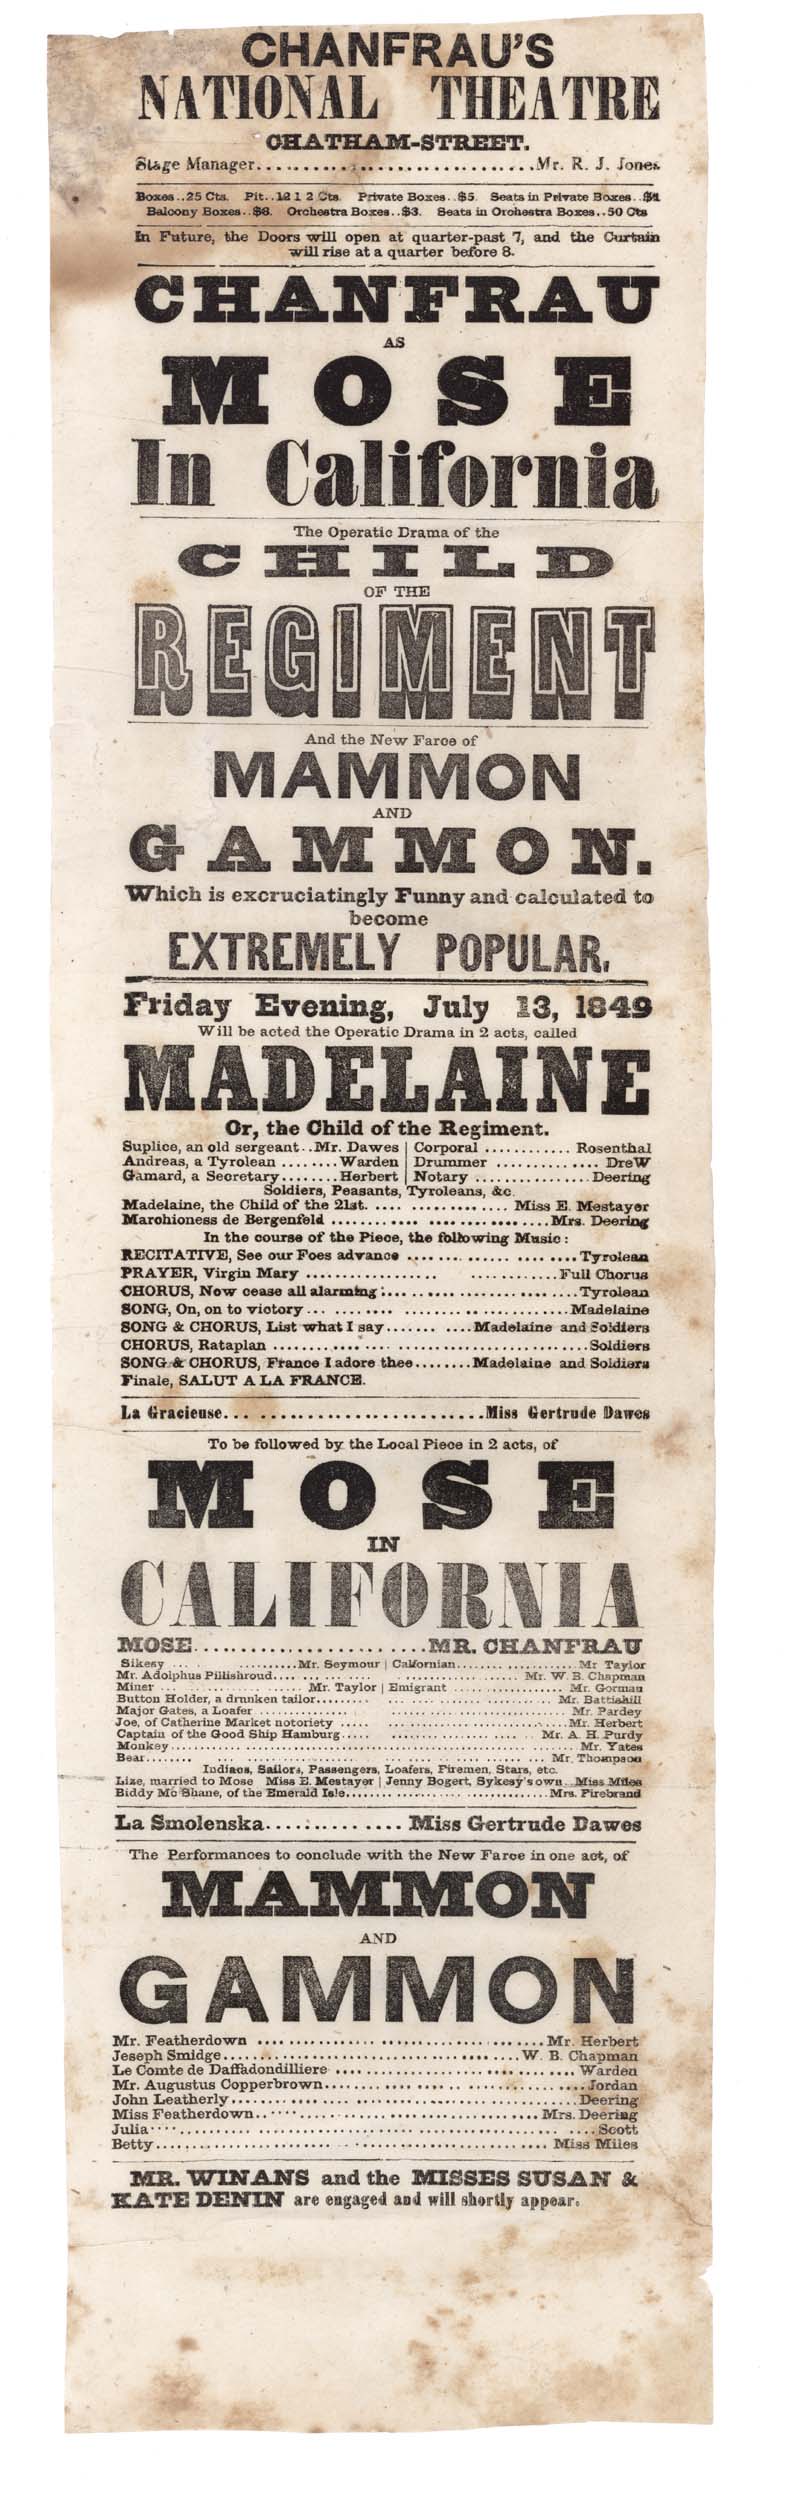 CHANFRAU'S
NATIONAL THEATRE
CHATHAM-STREET.
Stage Manager..............................Mr. R. J. Jones
Boxes..25 Cts. Pit..12 1 2 Cts. Private Boxes..$5. Seats in Private Boxes..$1
Balcony Boxes..$8. Orchestra Boxes..$3. Seats in Orchestra Boxes..50 Cts
In Future, the Doors will open at quarter-past 7, and the Curtain
will rise at a quarter before 8.
CHANFRAU
AS
MOSE
In California
The Operatic Drama of the
CHILD
OF THE
REGIMENT
And the New Farce of
MAMMON
AND
GAMMON.
Which is excruciatingly Funny and calculated to
become
EXTREMELY POPULAR.
Friday Evening, July 13, 1849
Will be acted the Operatic Drama in 2 acts, called
MADELAINE
Or, the Child of the Regiment.
Suplice, an old sergeant..Mr. Dawes | Corporal ............ Rosenthal
Andreas, a Tyrolean ........Warden | Drummer .............. DreW
Gamard, a Secretary........Herbert | Notary ................Deering
Soldiers, Peasants, Tyroleans, &c.
Madelaine, the Child of the 21st. ..... .............. Miss E. Mestayer
Marchioness de Bergenfeld ............ .... ............Mrs. Deering
In the course of the Piece, the following Music:
RECITATIVE, See our Foes advance ........ ...... .........Tyrolean
PRAYER, Virgin Mary .................. ............Full Chorus
CHORUS, Now cease all alarming:.... ........ ..... .........Tyrolean
SONG, On, on to victory... .... ........ .. ..................Madelaine
SONG & CHORUS, List what I say....... ....Madelaine and Soldiers
CHORUS, Rataplan ............... .............................Soldiers
SONG & CHORUS, France I adore thee........Madelaine and Soldiers
Finale, SALUT A LA FRANCE.
La Gracieuse... ..........................Miss Gertrude Dawes
To be followed by the Local Piece in 2 acts, of
MOSE
IN
CALIFORNIA
MOSE.........................MR. CHANFRAU
Sikesy ... ..........Mr. Seymour | Californian..................Mr Taylor
Mr. Adolphus Pillishroud.... ... ... .................. Mr. W. B. Chapman
Miner ... ................ Mr. Taylor | Emigrant ..................Mr. Gorman
Button Holder, a drunken tailor......... .................... Mr. Battishill
Major Gates, a Loafer .................. .................. Mr. Pardey
Joe, of Catherine Market notoriety ..... ...................Mr. Herbert
Captain of the Good Ship Hamburg..... ................ Mr. A. H. Purdy
Monkey.......................................................... Mr. Yates
Bear........ ... ................... ... ... ............ Mr. Thompson
Indians, Sailors, Passengers, Loafers, Firemen, Stars, etc.
Lize, married to Mose Miss E. Mestayer | Jenny Bogert, Sykesy's own..Miss Miles
Biddy Mc Shane, of the Emerald Isle........ ......................Mrs. Firebrand
La Smolenska................ Miss Gertrude Dawes
The Performances to conclude with the New Farce in one act, of
MAMMON
AND
GAMMON
Mr. Featherdown ..........................................Mr. Herbert
Jeseph Smidge............................................W. B. Chapman
Le Comte de Daffadondilliere ............................ Warden
Mr. Augustus Copperbrown..............................Jordan
John Leatherly..............................................Deering
Miss Featherdown..........................................Mrs. Deering
Julia.............................................................Scott
Betty........................................................ Miss Miles
MR. WINANS and the MISSES SUSAN &
KATE DENIN are engaged and will shortly appear.